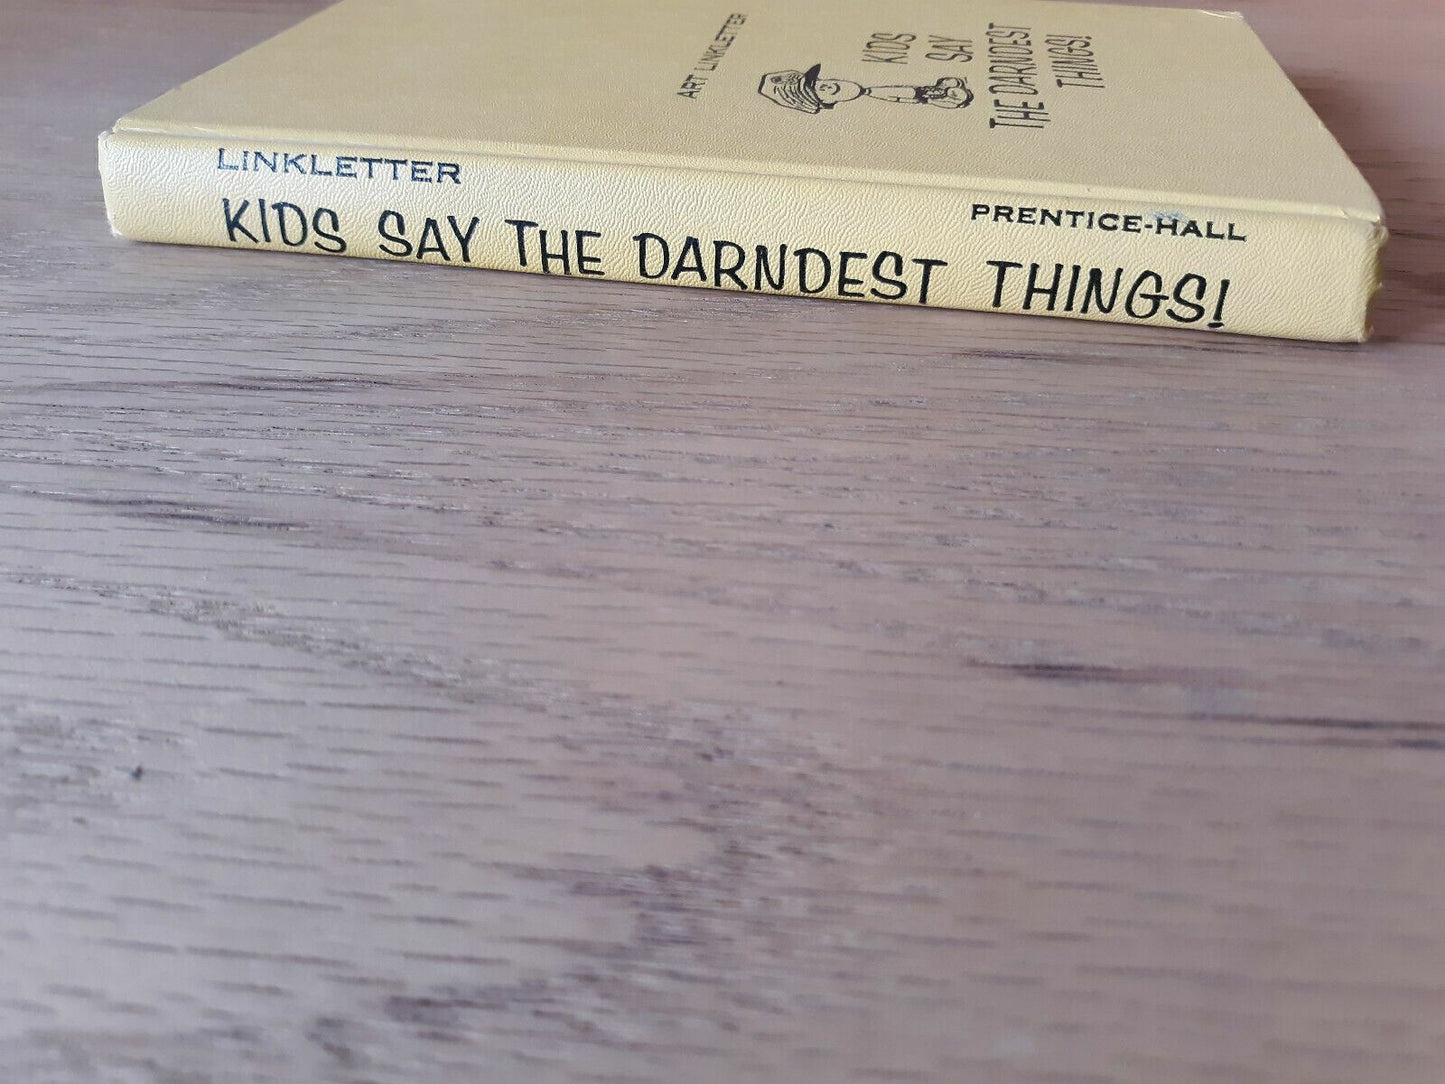 ART LINKLETTER
KIDS
SAY
THE DARNDEST
THINGS!
LINKLETTER
KIDS SAY THE DARNDEST THINGS!
PRENTICE-HALL